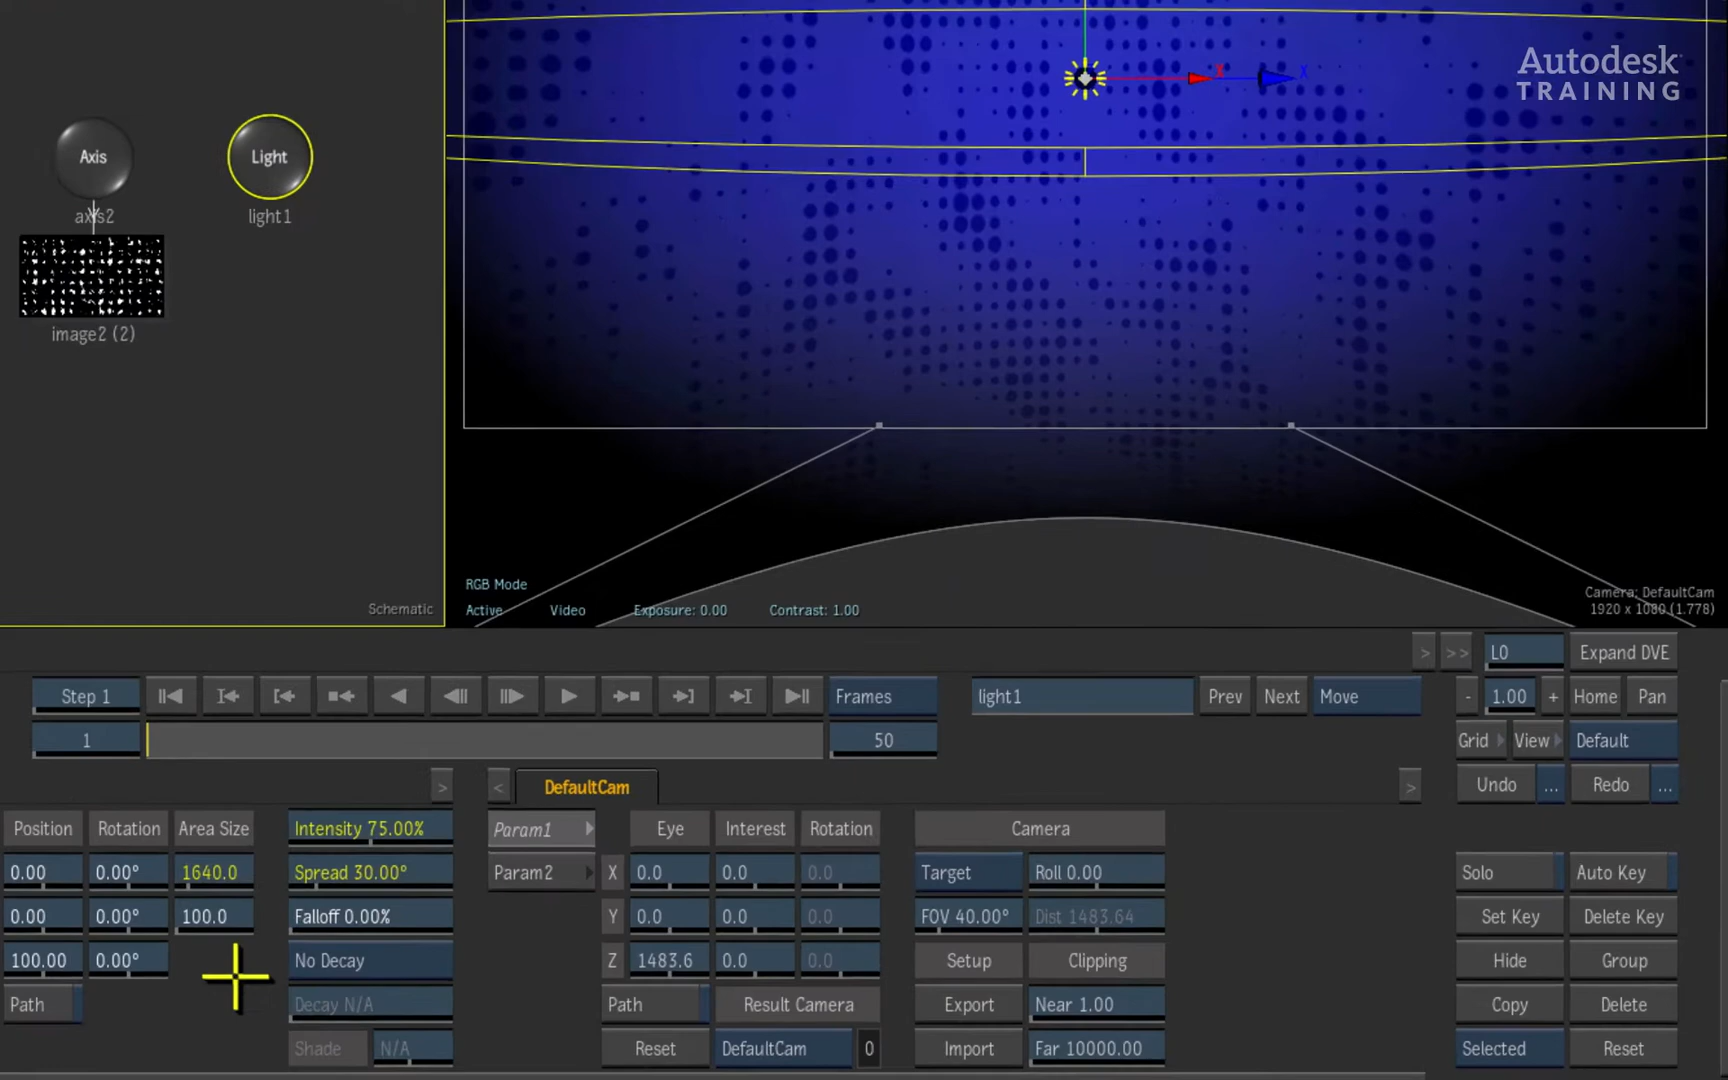 Autodesk
TRAINING
Axis
axis2
image2 (2)
Light
light1
Schematic
X
X
RGB Mode
Active Video Exposure: 0.00 Contrast: 1.00
Camera: DefaultCam
1920 x 1080 (1.778)
> >> L0 Expand DVE
Step 1 Frames light1 Prev Next Move - 1.00 + Home Pan
1 50 Grid View Default
Undo ... Redo ...
> < DefaultCam >
Position Rotation Area Size Intensity 75.00% Param1 Eye Interest Rotation Camera
0.00 0.00° 1640.0 Spread 30.00° Param2 X 0.0 0.0 0.0 Target Roll 0.00 Solo Auto Key
0.00 0.00° 100.0 Falloff 0.00% Y 0.0 0.0 0.0 FOV 40.00° Dist 1483.64 Set Key Delete Key
100.00 0.00° No Decay Z 1483.6 0.0 0.0 Setup Clipping Hide Group
Path Decay N/A Path Result Camera Export Near 1.00 Copy Delete
Shade N/A Reset DefaultCam 0 Import Far 10000.00 Selected Reset